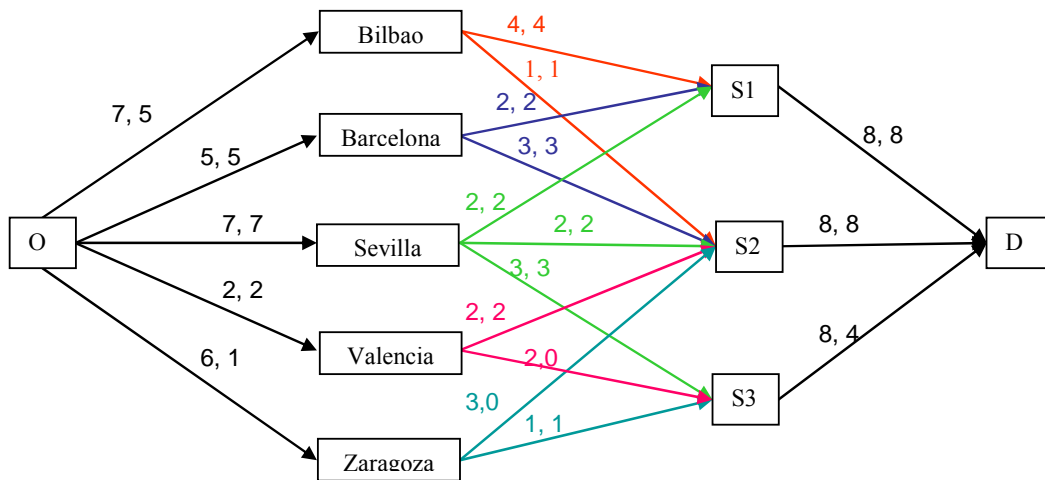 Bilbao
4, 4
1, 1
7, 5
2, 2
S1
Barcelona
3, 3
8, 8
5, 5
2, 2
O
7, 7
Sevilla
2, 2
S2
8, 8
D
3, 3
2, 2
2, 2
Valencia
2,0
8, 4
6, 1
3,0
S3
1, 1
Zaragoza